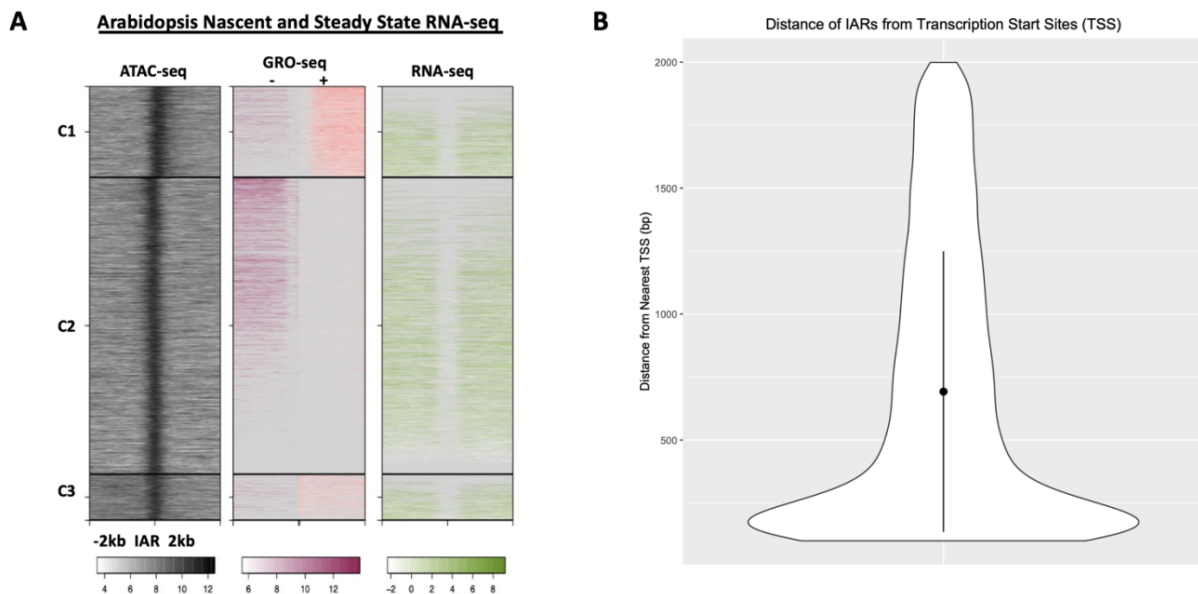 A
Arabidopsis Nascent and Steady State RNA-seq
ATAC-seq
GRO-seq
- +
RNA-seq
C1
C2
C3
-2kb IAR 2kb
4 6 8 10 12
6 8 10 12
-2 0 2 4 6 8
B
Distance of IARs from Transcription Start Sites (TSS)
Distance from Nearest TSS (bp)
2000
1500
1000
500